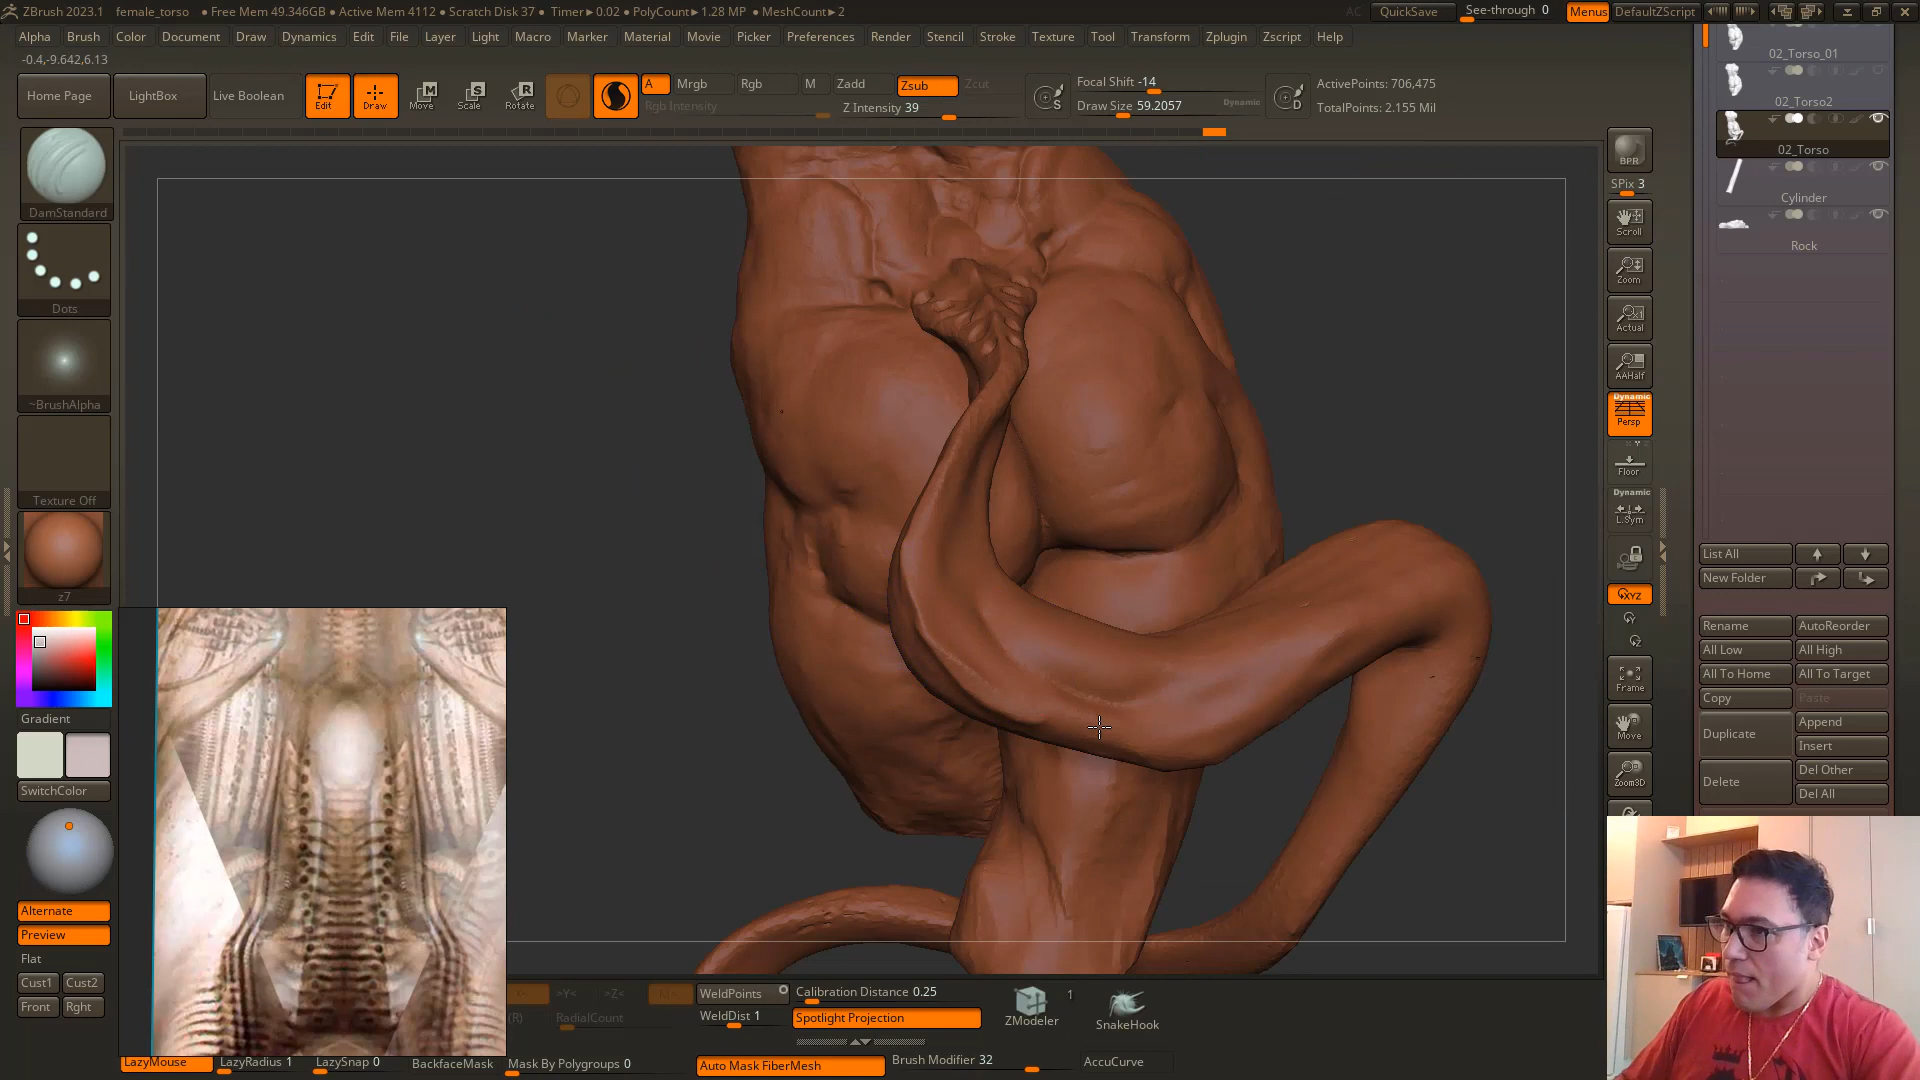 ZBrush 2023.1 female_torso ● Free Mem 49.346GB ● Active Mem 4112 ● Scratch Disk 37 ● Timer►0.02 ● PolyCount►1.28 MP ● MeshCount►2 AC QuickSave See-through 0 Menus DefaultZScript
Alpha Brush Color Document Draw Dynamics Edit File Layer Light Macro Marker Material Movie Picker Preferences Render Stencil Stroke Texture Tool Transform Zplugin Zscript Help
-0.4,-9.642,6.13
Home Page LightBox Live Boolean Edit Draw Move Scale Rotate
A Mrgb Rgb M Zadd Zsub Zcut
Rgb Intensity Z Intensity 39
Focal Shift -14
Draw Size 59.2057 Dynamic
S D
ActivePoints: 706,475
TotalPoints: 2.155 Mil
DamStandard
Dots
~BrushAlpha
Texture Off
z7
Gradient
SwitchColor
Alternate
Preview
Flat
Cust1 Cust2
Front Rght
BPR
SPix 3
Scroll
Zoom
Actual
AAHalf
Dynamic
Persp
Floor
Dynamic
L.Sym
XYZ
Frame
Move
Zoom3D
02_Torso_01
02_Torso2
02_Torso
Cylinder
Rock
List All
New Folder
Rename AutoReorder
All Low All High
All To Home All To Target
Copy Paste
Duplicate Append
Insert
Delete Del Other
Del All
>Y< >Z<
(R) RadialCount
WeldPoints Calibration Distance 0.25
WeldDist 1 Spotlight Projection
ZModeler 1 SnakeHook
LazyMouse LazyRadius 1 LazySnap 0 BackfaceMask Mask By Polygroups 0 Auto Mask FiberMesh Brush Modifier 32 AccuCurve